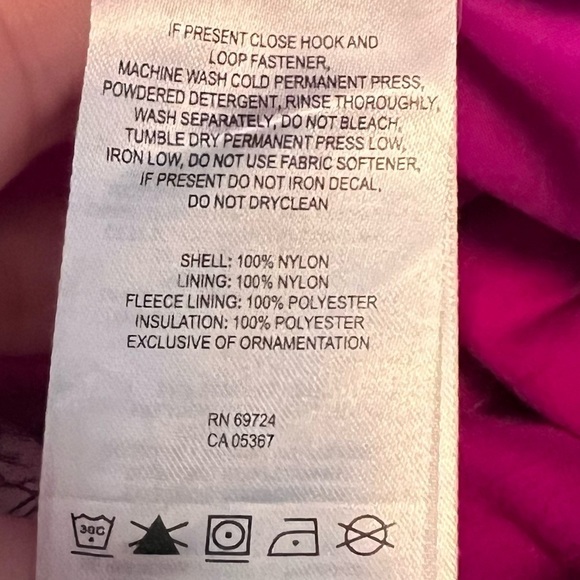 IF PRESENT CLOSE HOOK AND
LOOP FASTENER,
MACHINE WASH COLD PERMANENT PRESS,
POWDERED DETERGENT, RINSE THOROUGHLY,
WASH SEPARATELY, DO NOT BLEACH,
TUMBLE DRY PERMANENT PRESS LOW,
IRON LOW, DO NOT USE FABRIC SOFTENER,
IF PRESENT DO NOT IRON DECAL,
DO NOT DRYCLEAN
SHELL: 100% NYLON
LINING: 100% NYLON
FLEECE LINING: 100% POLYESTER
INSULATION: 100% POLYESTER
EXCLUSIVE OF ORNAMENTATION
RN 69724
CA 05367
30C